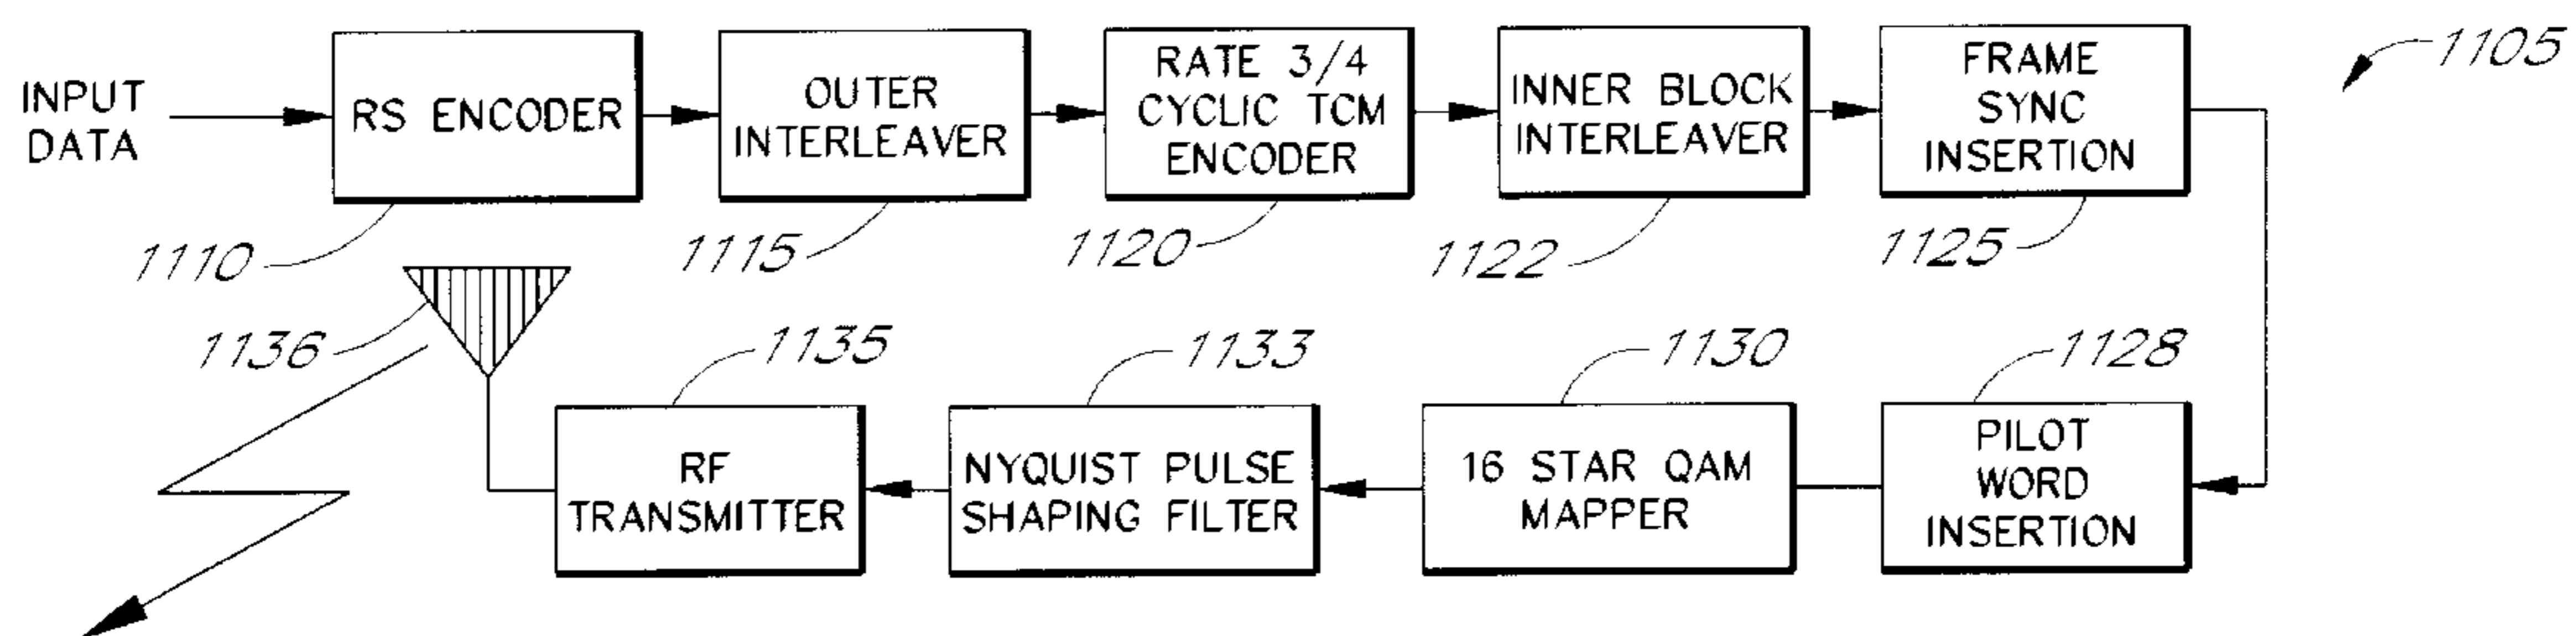 INPUT
DATA
RS ENCODER
OUTER
INTERLEAVER
RATE 3/4
CYCLIC TCM
ENCODER
INNER BLOCK
INTERLEAVER
FRAME
SYNC
INSERTION
1105
1110
1115
1120
1122
1125
1136
1135
1133
1130
1128
RF
TRANSMITTER
NYQUIST PULSE
SHAPING FILTER
16 STAR QAM
MAPPER
PILOT
WORD
INSERTION